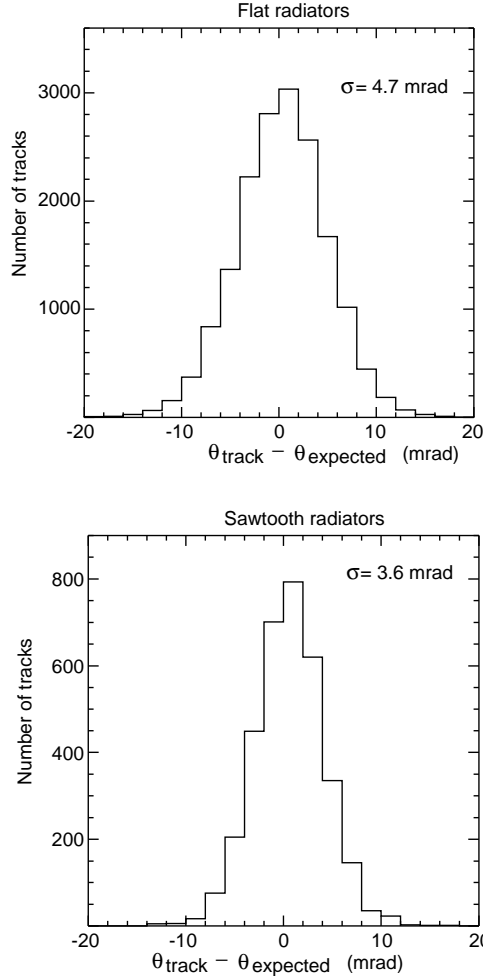 Flat radiators
σ= 4.7 mrad
Number of tracks
3000
2000
1000
-20 -10 0 10 20
θtrack − θexpected (mrad)
Sawtooth radiators
σ= 3.6 mrad
Number of tracks
800
600
400
200
-20 -10 0 10 20
θtrack − θexpected (mrad)